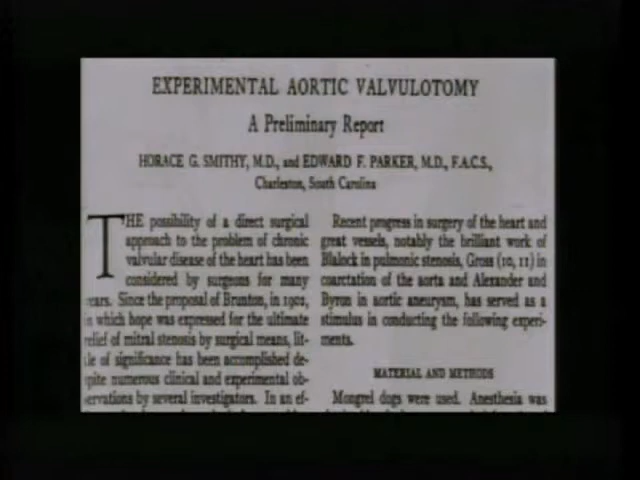 EXPERIMENTAL AORTIC VALVULOTOMY
A Preliminary Report
HORACE G. SMITHY, M.D., and EDWARD F. PARKER, M.D., F.A.C.S.,
Charleston, South Carolina
THE possibility of a direct surgical
approach to the problem of chronic
valvular disease of the heart has been
considered by surgeons for many
years. Since the proposal of Brunton, in 1902,
in which hope was expressed for the ultimate
relief of mitral stenosis by surgical means, lit-
tle of significance has been accomplished de-
spite numerous clinical and experimental ob-
servations by several investigators. In an ef-
Recent progress in surgery of the heart and
great vessels, notably the brilliant work of
Blalock in pulmonic stenosis, Gross (10, 11) in
coarctation of the aorta and Alexander and
Byron in aortic aneurysm, has served as a
stimulus in conducting the following experi-
ments.
MATERIAL AND METHODS
Mongrel dogs were used. Anesthesia was